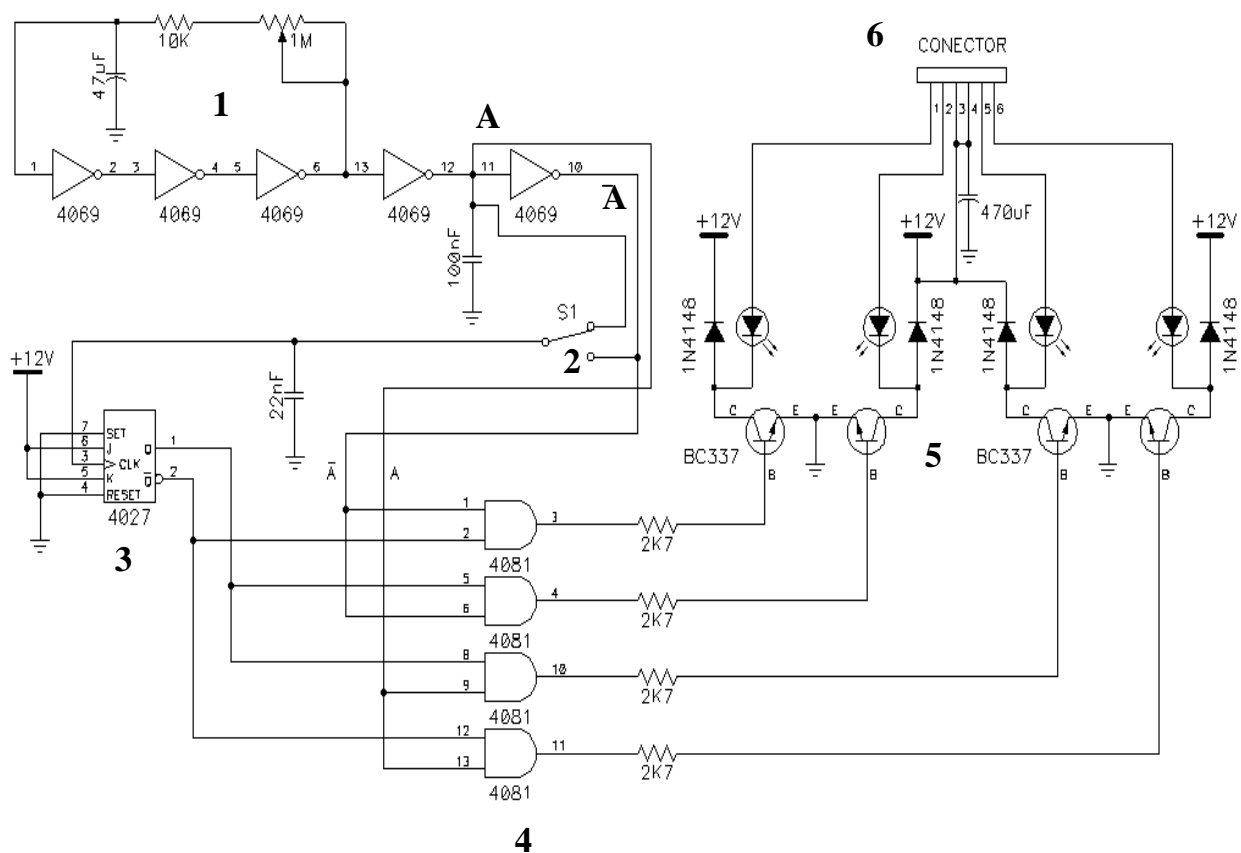 6
CONECTOR
1 2 3 4 5 6
10K
1M
47uF
1
A
1 2 3 4 5 6 13 12 11 10
4069 4069 4069 4069 4069
A̅
100nF
470uF
+12V +12V +12V
S1
2
1N4148 1N4148 1N4148 1N4148
+12V
22nF
7 SET
6 J Q 1
3 CLK
5 K Q̅ 2
4 RESET
4027
3
C E E C C E E C
BC337 5 BC337
B B B B
A̅ A
1
2 3
4081
2K7
5
6 4
4081
2K7
8
9 10
4081
2K7
12
13 11
4081
2K7
4